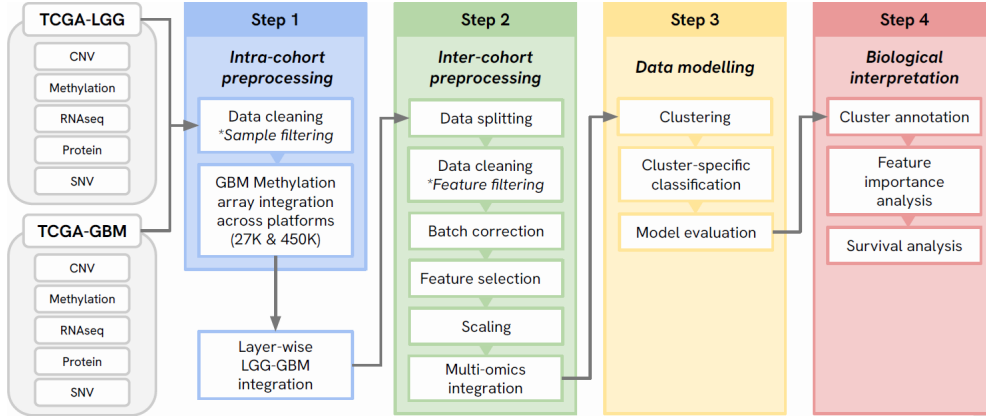 TCGA-LGG
CNV
Methylation
RNAseq
Protein
SNV
TCGA-GBM
CNV
Methylation
RNAseq
Protein
SNV
Step 1
Intra-cohort
preprocessing
Data cleaning
*Sample filtering
GBM Methylation
array integration
across platforms
(27K & 450K)
Layer-wise
LGG-GBM
integration
Step 2
Inter-cohort
preprocessing
Data splitting
Data cleaning
*Feature filtering
Batch correction
Feature selection
Scaling
Multi-omics
integration
Step 3
Data modelling
Clustering
Cluster-specific
classification
Model evaluation
Step 4
Biological
interpretation
Cluster annotation
Feature
importance
analysis
Survival analysis